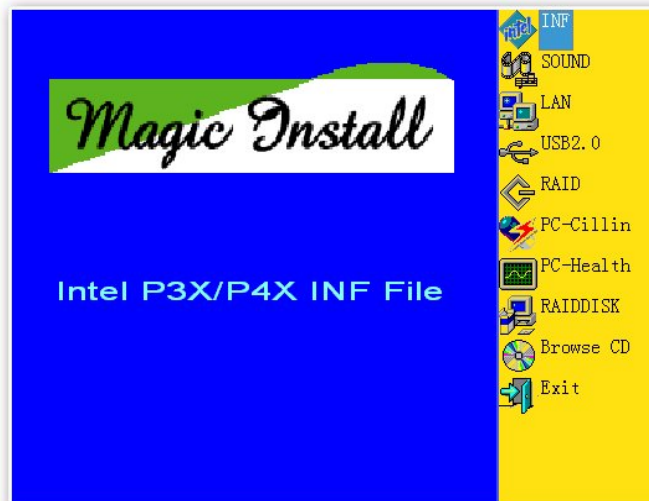 Magic Install
Intel P3X/P4X INF File
intel
INF
SOUND
LAN
USB2.0
RAID
PC-Cillin
PC-Health
RAIDDISK
Browse CD
Exit